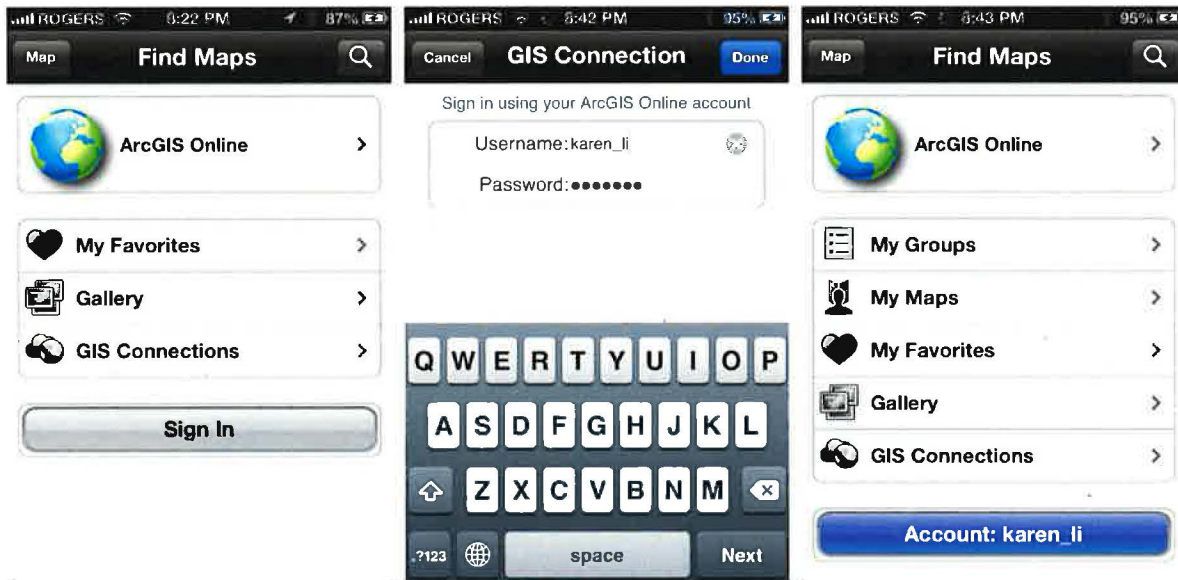 ROGERS 8:22 PM 87%
Map Find Maps
ArcGIS Online
My Favorites
Gallery
GIS Connections
Sign In
ROGERS 8:42 PM 95%
Cancel GIS Connection Done
Sign in using your ArcGIS Online account
Username: karen_li
Password: ●●●●●●●
Q W E R T Y U I O P
A S D F G H J K L
Z X C V B N M
.?123 space Next
ROGERS 8:43 PM 95%
Map Find Maps
ArcGIS Online
My Groups
My Maps
My Favorites
Gallery
GIS Connections
Account: karen_li